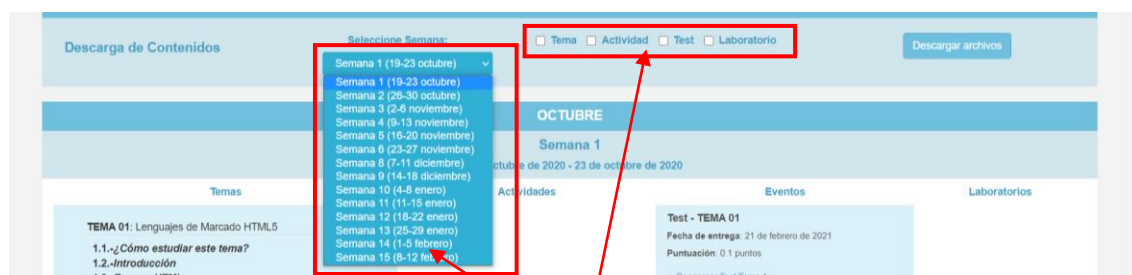 Descarga de Contenidos
Seleccione Semana:
Semana 1 (19-23 octubre)
Semana 1 (19-23 octubre)
Semana 2 (26-30 octubre)
Semana 3 (2-6 noviembre)
Semana 4 (9-13 noviembre)
Semana 5 (16-20 noviembre)
Semana 6 (23-27 noviembre)
Semana 8 (7-11 diciembre)
Semana 9 (14-18 diciembre)
Semana 10 (4-8 enero)
Semana 11 (11-15 enero)
Semana 12 (18-22 enero)
Semana 13 (25-29 enero)
Semana 14 (1-5 febrero)
Semana 15 (8-12 febrero)
Tema Actividad Test Laboratorio
Descargar archivos
OCTUBRE
Semana 1
ctubre de 2020 - 23 de octubre de 2020
Temas Actividades Eventos Laboratorios
TEMA 01: Lenguajes de Marcado HTML5
1.1.-¿Cómo estudiar este tema?
1.2.-Introducción
Test - TEMA 01
Fecha de entrega: 21 de febrero de 2021
Puntuación: 0.1 puntos